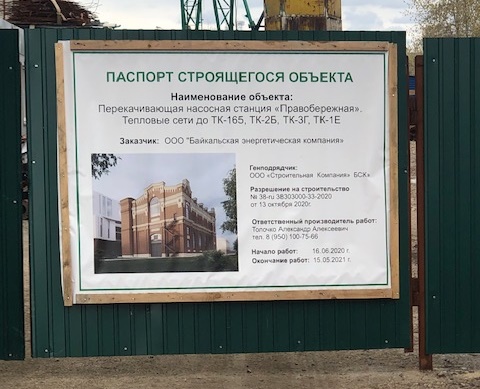 ПАСПОРТ СТРОЯЩЕГОСЯ ОБЪЕКТА
Наименование объекта:
Перекачивающая насосная станция «Правобережная».
Тепловые сети до ТК-165, ТК-2Б, ТК-3Г, ТК-1Е
Заказчик: ООО "Байкальская энергетическая компания"
Генподрядчик:
ООО «Строительная Компания» БСК»
Разрешение на строительство
№ 38-ru 38303000-33-2020
от 13 октября 2020г.
Ответственный производитель работ:
Топочко Александр Алексеевич
тел. 8 (950) 100-75-66
Начало работ: 16.06.2020 г.
Окончание работ: 15.05.2021 г.